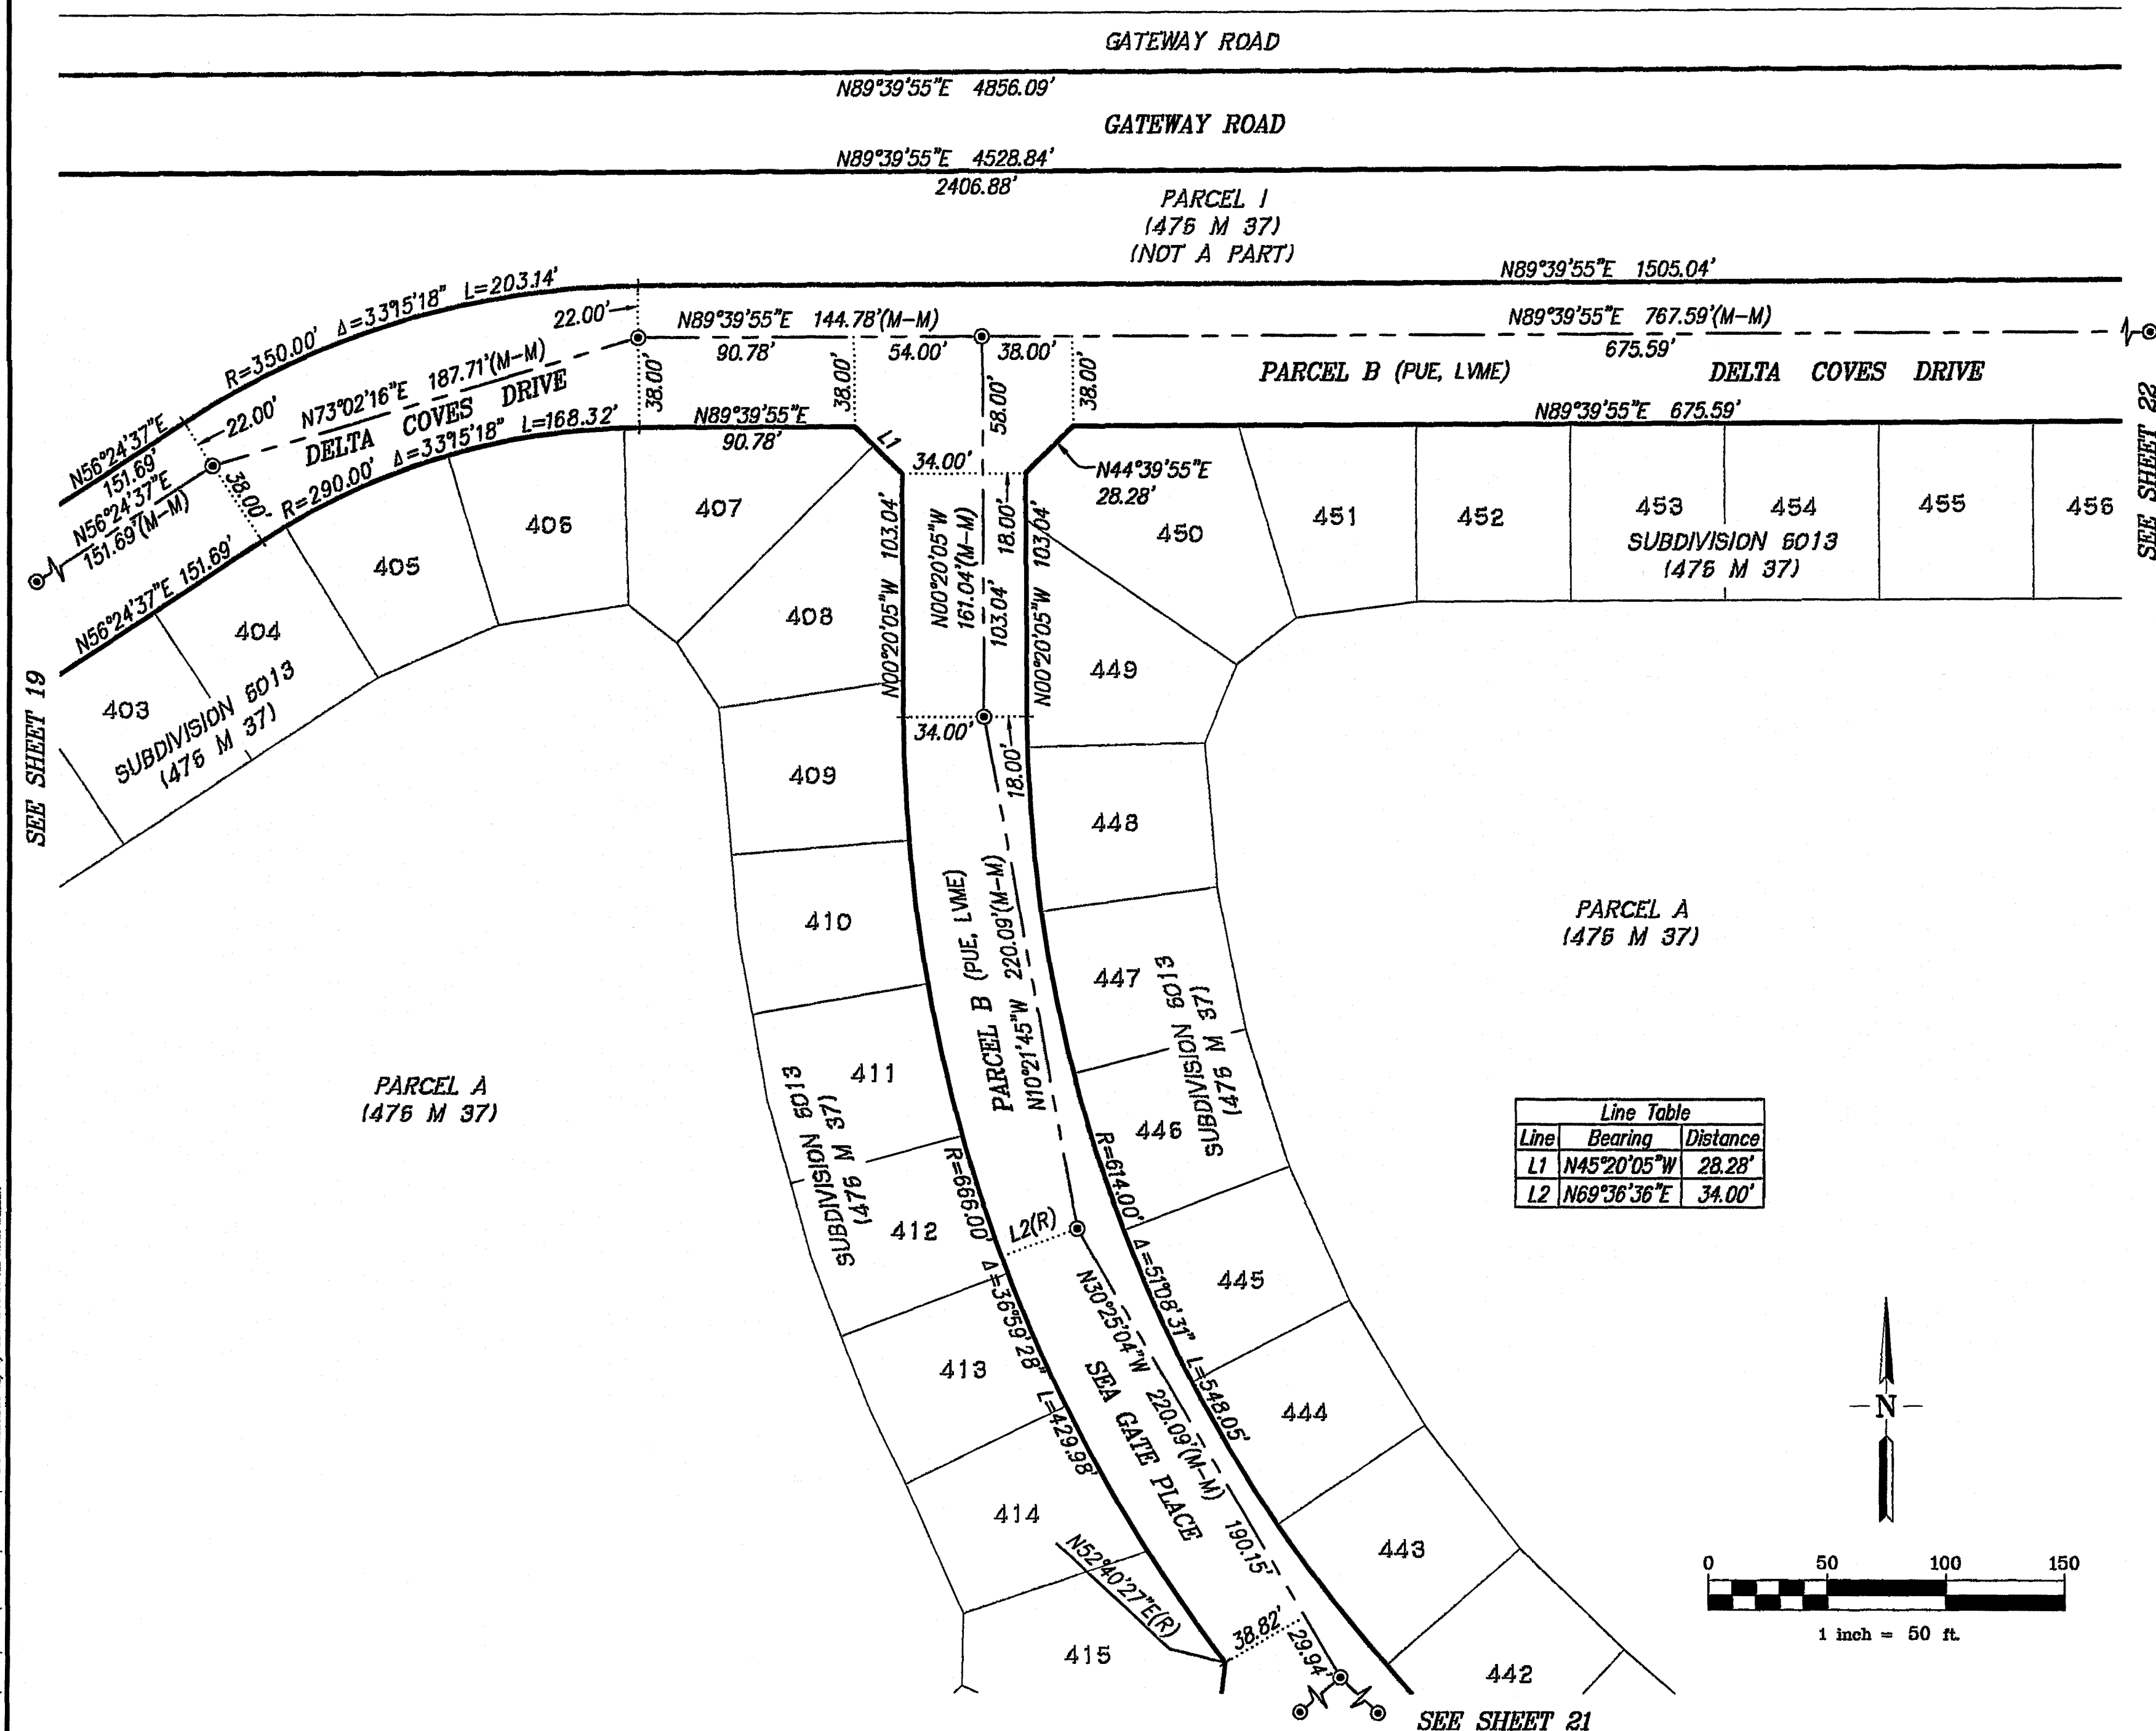 GATEWAY ROAD
N89°39'55"E 4856.09'
GATEWAY ROAD
N89°39'55"E 4528.84'
2406.88'
PARCEL 1
(476 M 37)
(NOT A PART)
N89°39'55"E 1505.04'
R=350.00' Δ=33°15'18" L=203.14'
22.00'
N89°39'55"E 144.78'(M-M)
90.78'
54.00'
38.00'
N89°39'55"E 767.59'(M-M)
675.59'
N56°24'37"E
151.69'
22.00'
N73°02'16"E 187.71'(M-M)
DELTA COVES DRIVE
38.00'
38.00'
58.00'
38.00'
PARCEL B (PUE, LVME)
DELTA COVES DRIVE
N56°24'37"E
151.69'(M-M)
38.00'
R=290.00' Δ=33°15'18" L=168.32'
N89°39'55"E
90.78'
L1
34.00'
N44°39'55"E
28.28'
N89°39'55"E 675.59'
SEE SHEET 22
N56°24'37"E 151.69'
403
404
405
406
407
408
SUBDIVISION 6013
(476 M 37)
N00°20'05"W 103.04'
N00°20'05"W
161.04'(M-M)
18.00'
103.04'
N00°20'05"W 103.04'
450
451
452
453
454
455
456
SUBDIVISION 6013
(476 M 37)
449
SEE SHEET 19
34.00'
18.00'
409
448
410
447
PARCEL B (PUE, LVME)
N10°21'45"W 220.09'(M-M)
PARCEL A
(476 M 37)
PARCEL A
(476 M 37)
411
446
SUBDIVISION 6013
(476 M 37)
SUBDIVISION 6013
(476 M 37)
Line Table
Line Bearing Distance
L1 N45°20'05"W 28.28'
L2 N69°36'36"E 34.00'
412
R=666.00' Δ=36°59'28" L=429.98'
L2(R)
R=614.00' Δ=51°08'31" L=548.05'
445
413
N30°25'04"W 220.09'(M-M)
190.15'
SEA GATE PLACE
444
N
414
443
N52°40'27"E(R)
0 50 100 150
1 inch = 50 ft.
415
38.82'
29.94'
442
SEE SHEET 21